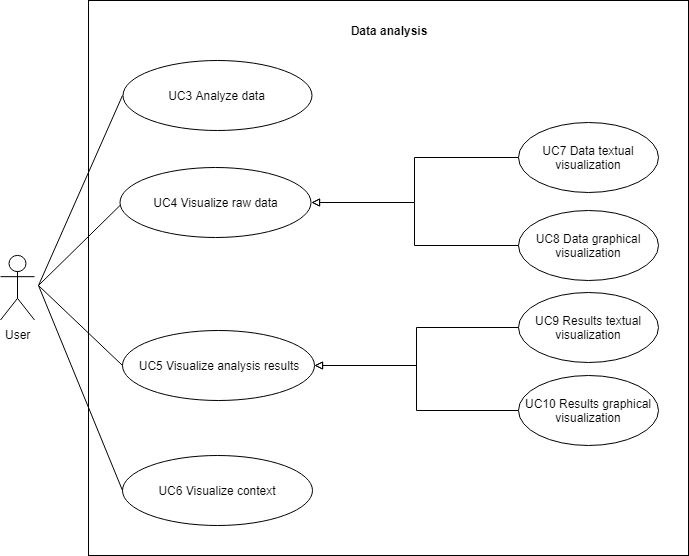 Data analysis
UC3 Analyze data
UC7 Data textual
visualization
UC4 Visualize raw data
UC8 Data graphical
visualization
User
UC9 Results textual
visualization
UC5 Visualize analysis results
UC10 Results graphical
visualization
UC6 Visualize context